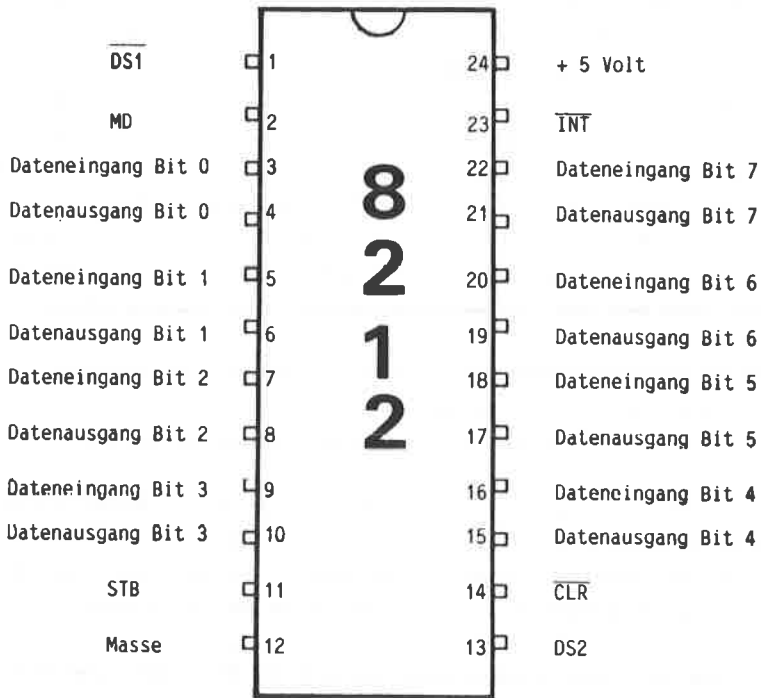 DS1 1 24 + 5 Volt
MD 2 23 INT
Dateneingang Bit 0 3 22 Dateneingang Bit 7
Datenausgang Bit 0 4 21 Datenausgang Bit 7
Dateneingang Bit 1 5 20 Dateneingang Bit 6
Datenausgang Bit 1 6 19 Datenausgang Bit 6
Dateneingang Bit 2 7 18 Dateneingang Bit 5
Datenausgang Bit 2 8 17 Datenausgang Bit 5
Dateneingang Bit 3 9 16 Dateneingang Bit 4
Datenausgang Bit 3 10 15 Datenausgang Bit 4
STB 11 14 CLR
Masse 12 13 DS2
8
2
1
2